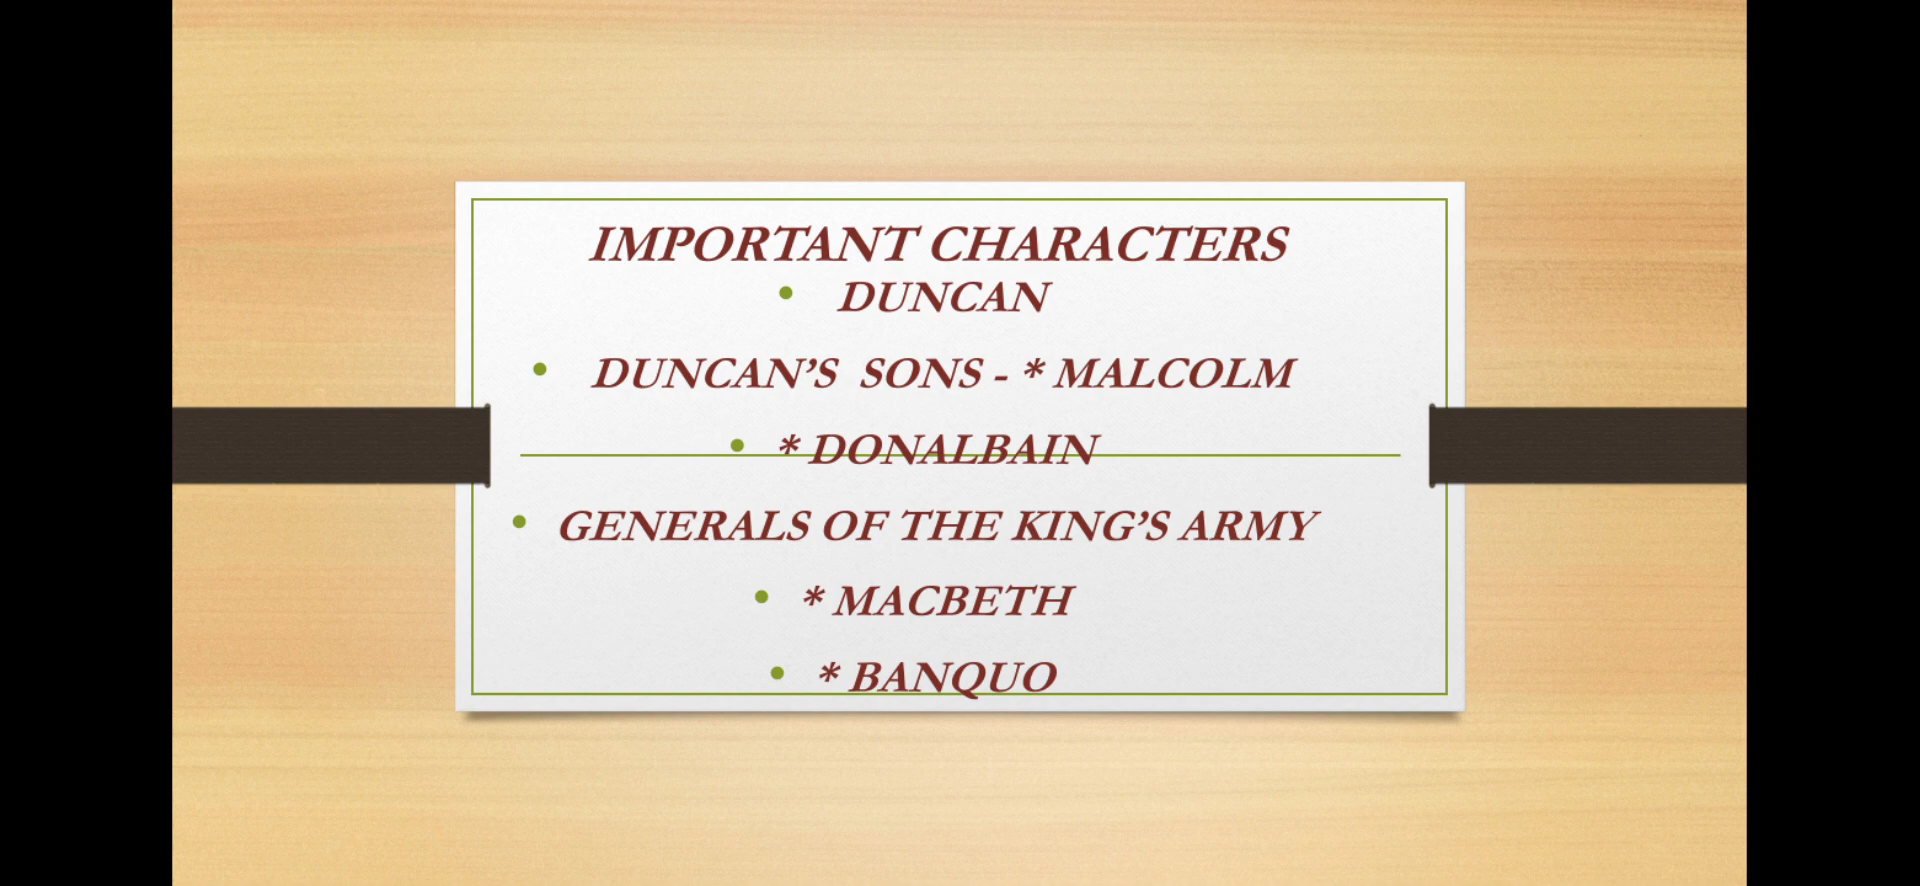 IMPORTANT CHARACTERS
• DUNCAN
• DUNCAN’S SONS - * MALCOLM
• * DONALBAIN
• GENERALS OF THE KING’S ARMY
• * MACBETH
• * BANQUO